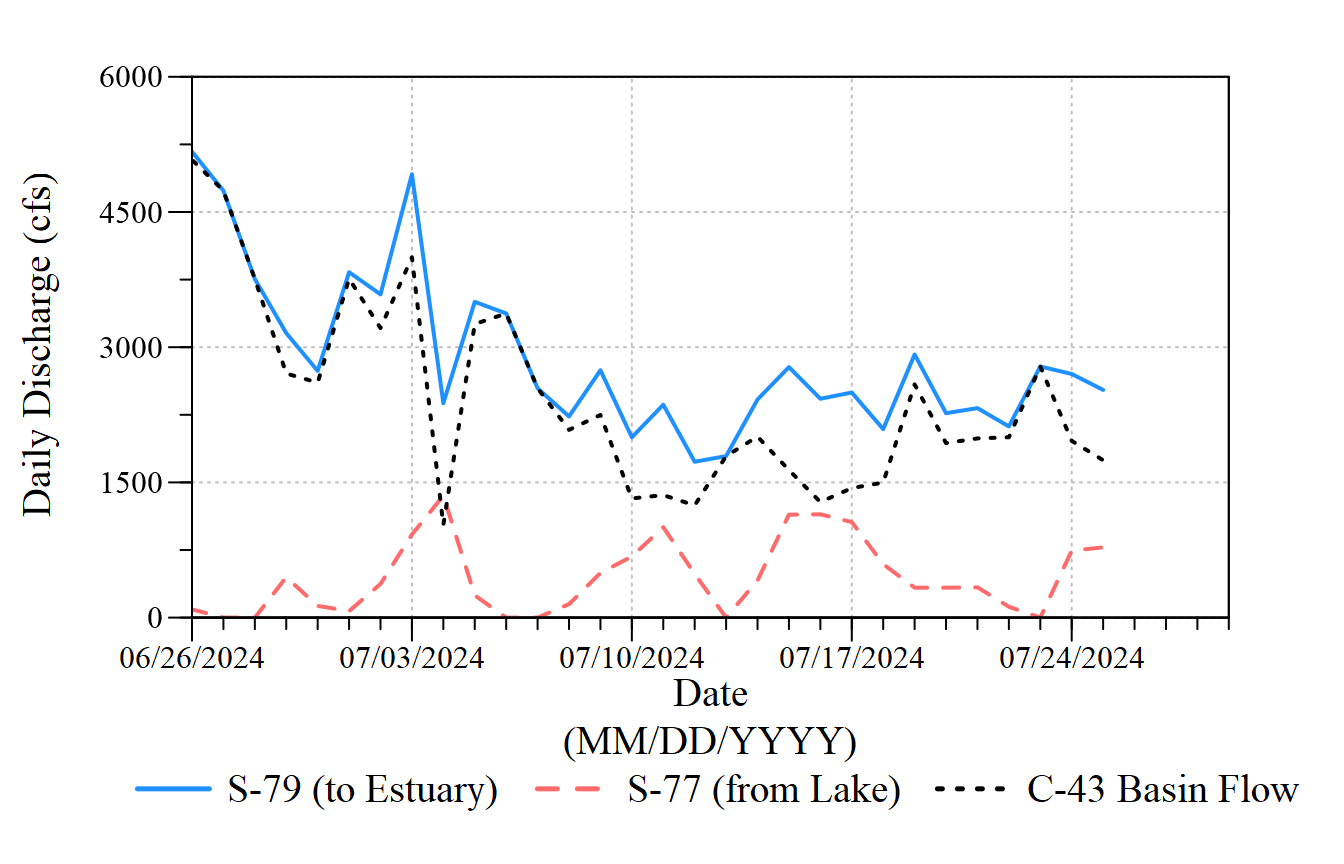 6000
4500
3000
1500
0
Daily Discharge (cfs)
06/26/2024 07/03/2024 07/10/2024 07/17/2024 07/24/2024
Date
(MM/DD/YYYY)
S-79 (to Estuary) S-77 (from Lake) C-43 Basin Flow